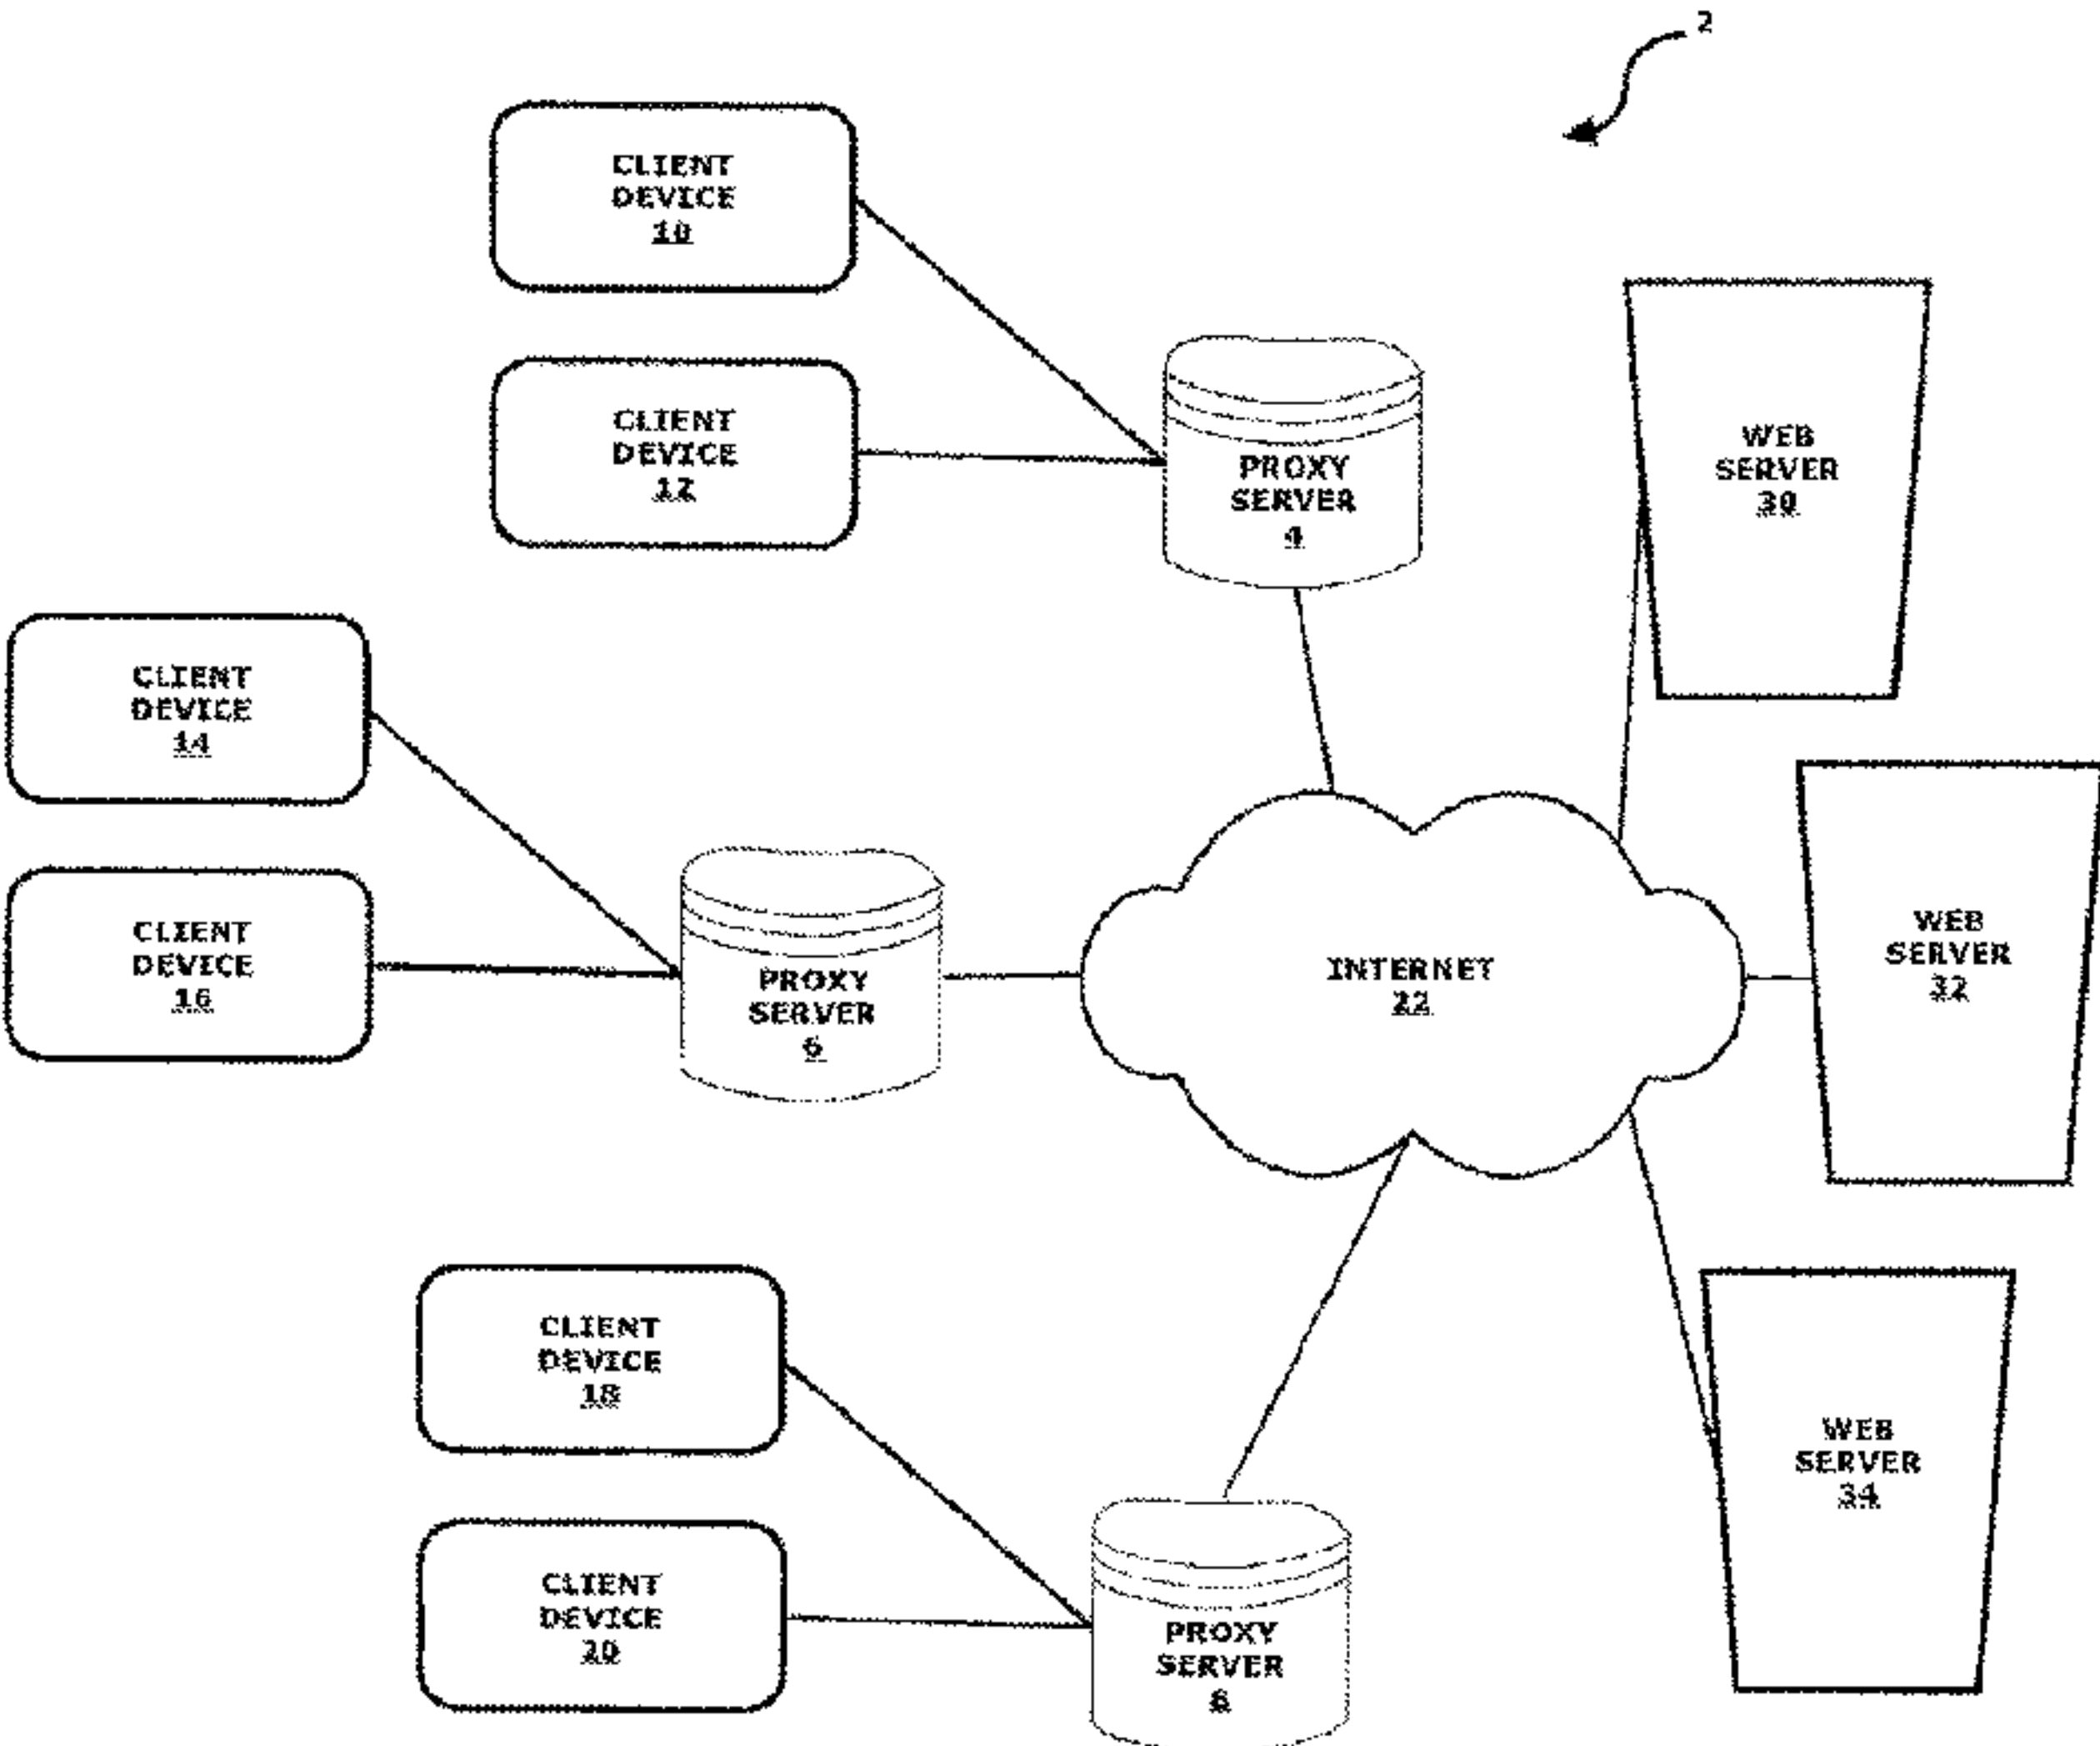 2
CLIENT
DEVICE
10
CLIENT
DEVICE
12
PROXY
SERVER
4
WEB
SERVER
30
CLIENT
DEVICE
14
CLIENT
DEVICE
16
PROXY
SERVER
6
INTERNET
22
WEB
SERVER
32
CLIENT
DEVICE
18
CLIENT
DEVICE
20
PROXY
SERVER
8
WEB
SERVER
34